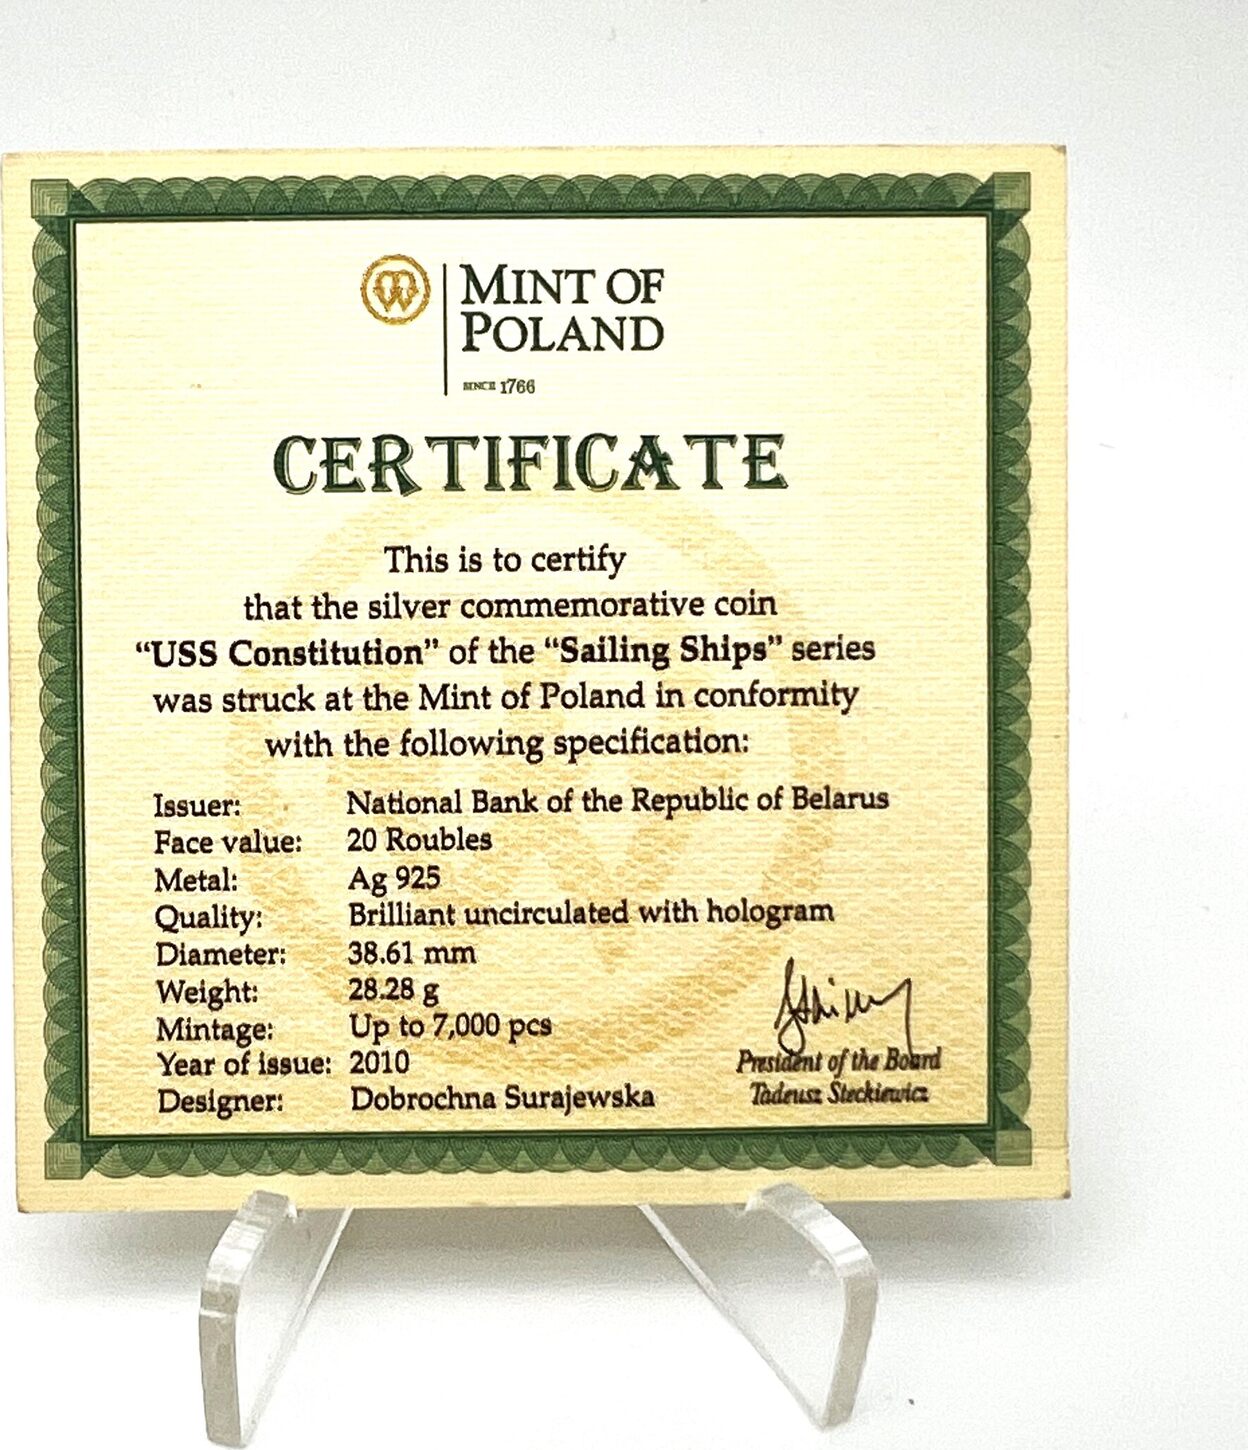 MINT OF
POLAND
SINCE 1766
CERTIFICATE
This is to certify
that the silver commemorative coin
“USS Constitution” of the “Sailing Ships” series
was struck at the Mint of Poland in conformity
with the following specification:
Issuer: National Bank of the Republic of Belarus
Face value: 20 Roubles
Metal: Ag 925
Quality: Brilliant uncirculated with hologram
Diameter: 38.61 mm
Weight: 28.28 g
Mintage: Up to 7,000 pcs
Year of issue: 2010
Designer: Dobrochna Surajewska
President of the Board
Tadeusz Steckiewicz